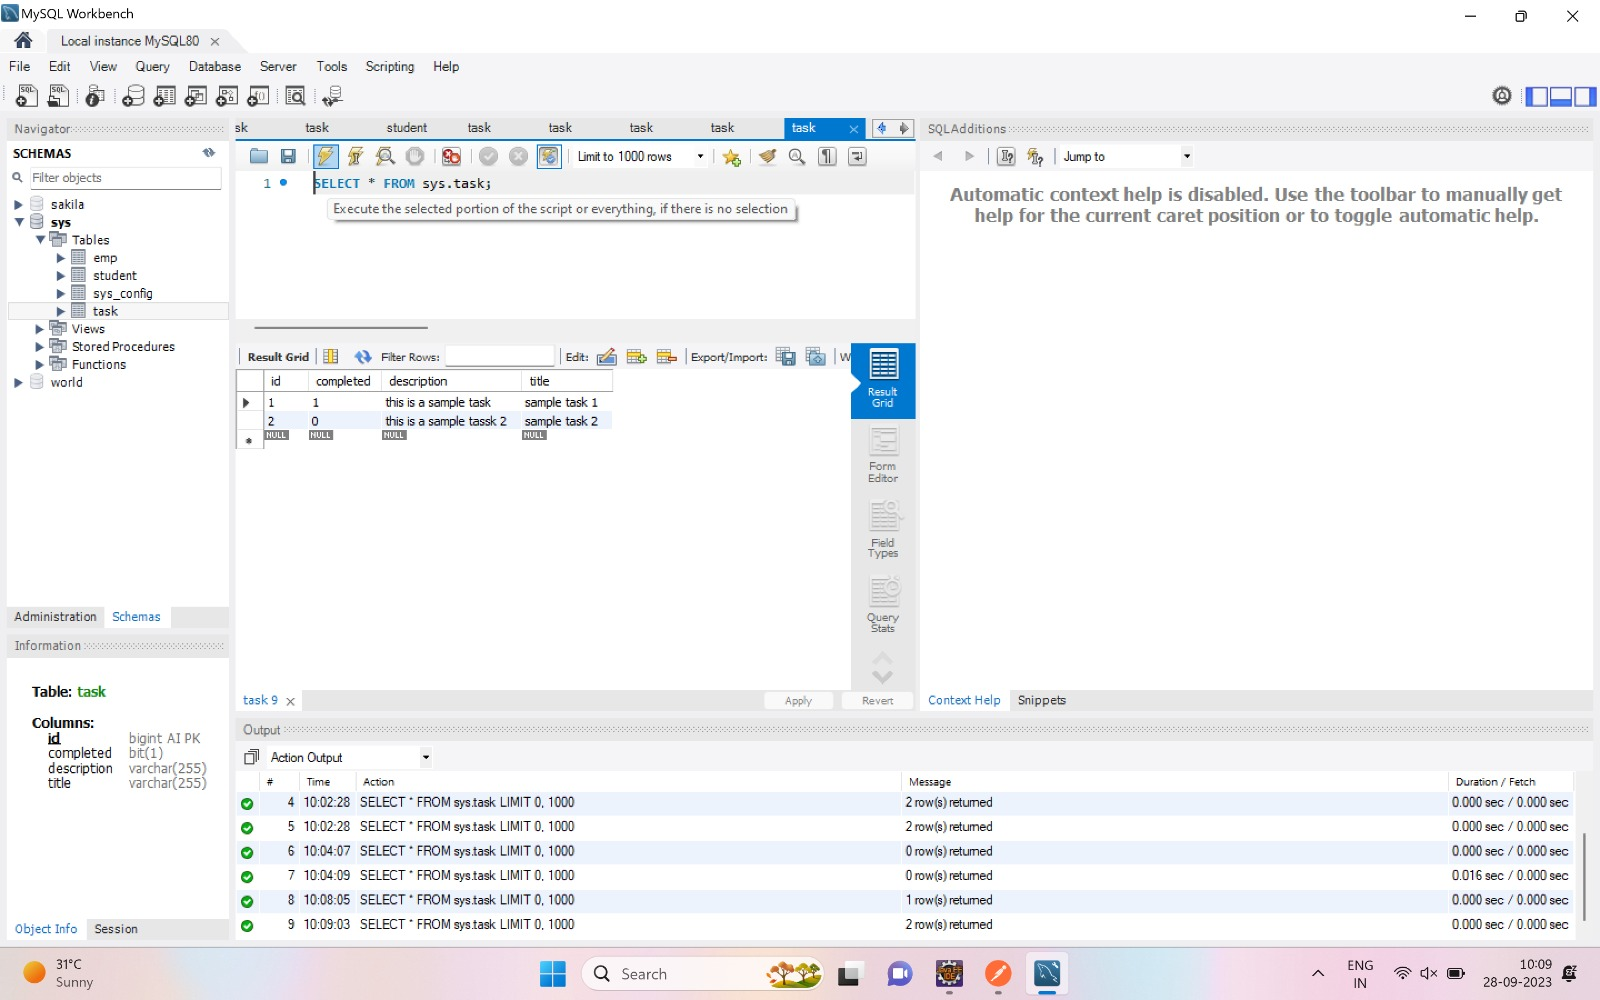 MySQL Workbench
Local instance MySQL80
File Edit View Query Database Server Tools Scripting Help
Navigator
SCHEMAS
Filter objects
sakila
sys
Tables
emp
student
sys_config
task
Views
Stored Procedures
Functions
world
Administration Schemas
Information
Table: task
Columns:
id bigint AI PK
completed bit(1)
description varchar(255)
title varchar(255)
Object Info Session
sk task student task task task task task
Limit to 1000 rows
1 SELECT * FROM sys.task;
Execute the selected portion of the script or everything, if there is no selection
Result Grid Filter Rows: Edit: Export/Import: W
id completed description title
1 1 this is a sample task sample task 1
2 0 this is a sample tassk 2 sample task 2
NULL NULL NULL NULL
Result
Grid
Form
Editor
Field
Types
Query
Stats
task 9 Apply Revert
SQLAdditions
Jump to
Automatic context help is disabled. Use the toolbar to manually get
help for the current caret position or to toggle automatic help.
Context Help Snippets
Output
Action Output
# Time Action Message Duration / Fetch
4 10:02:28 SELECT * FROM sys.task LIMIT 0, 1000 2 row(s) returned 0.000 sec / 0.000 sec
5 10:02:28 SELECT * FROM sys.task LIMIT 0, 1000 2 row(s) returned 0.000 sec / 0.000 sec
6 10:04:07 SELECT * FROM sys.task LIMIT 0, 1000 0 row(s) returned 0.000 sec / 0.000 sec
7 10:04:09 SELECT * FROM sys.task LIMIT 0, 1000 0 row(s) returned 0.016 sec / 0.000 sec
8 10:08:05 SELECT * FROM sys.task LIMIT 0, 1000 1 row(s) returned 0.000 sec / 0.000 sec
9 10:09:03 SELECT * FROM sys.task LIMIT 0, 1000 2 row(s) returned 0.000 sec / 0.000 sec
31°C
Sunny
Search
ENG
IN
10:09
28-09-2023